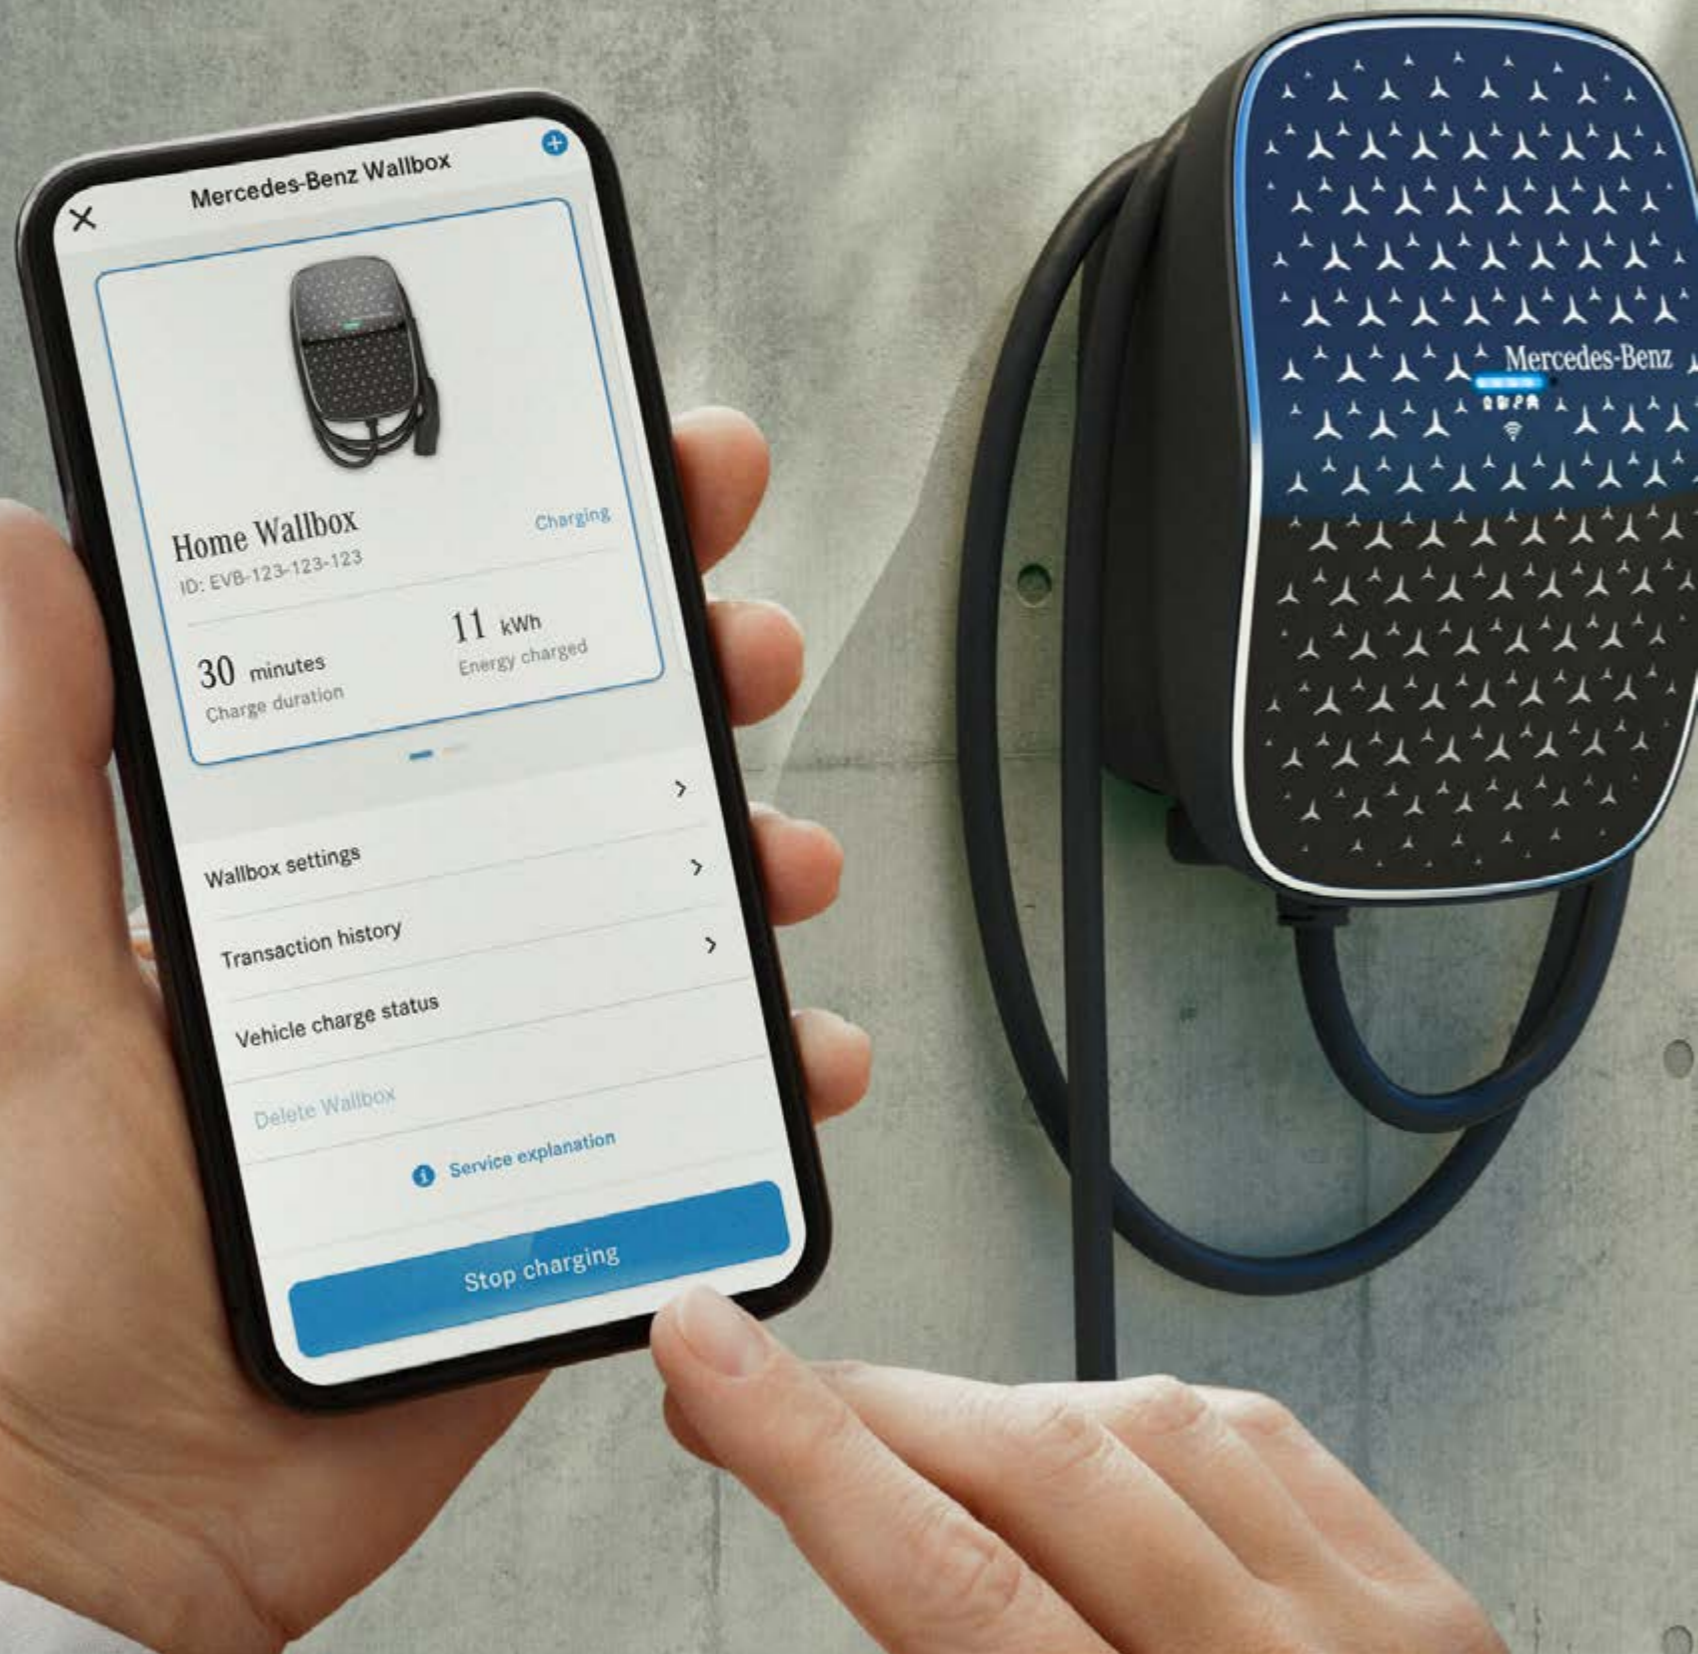 Mercedes-Benz Wallbox
Home Wallbox
Charging
ID: EVB-123-123-123
30 minutes
Charge duration
11 kWh
Energy charged
Wallbox settings
Transaction history
Vehicle charge status
Delete Wallbox
Service explanation
Stop charging
Mercedes-Benz